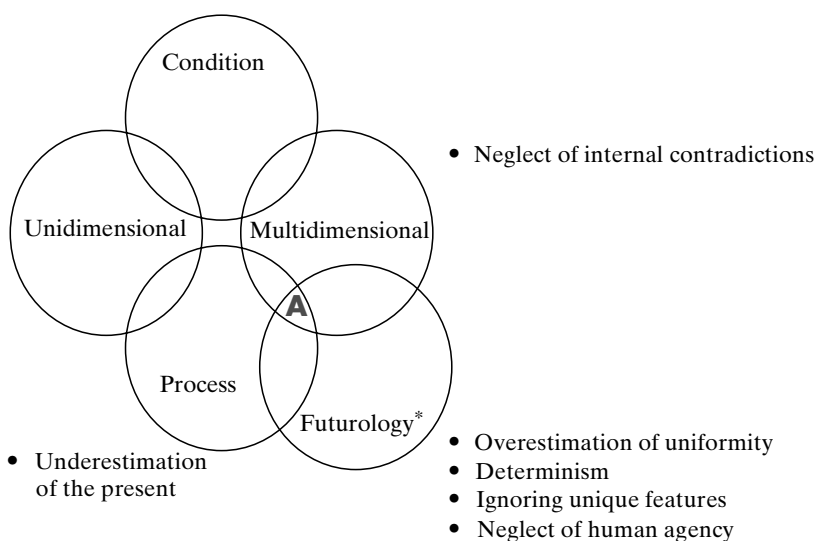 Condition
• Neglect of internal contradictions
Unidimensional
Multidimensional
A
Process
Futurology*
• Underestimation
of the present
• Overestimation of uniformity
• Determinism
• Ignoring unique features
• Neglect of human agency